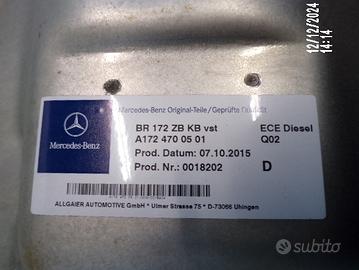 12/12/2024
14:14
Mercedes-Benz Original-Teile/Geprüfte Qualität
BR 172 ZB KB vst ECE Diesel
A172 470 05 01 Q02
Prod. Datum: 07.10.2015
Prod. Nr.: 0018202 D
Mercedes-Benz
ALLGAIER AUTOMOTIVE GmbH * Ulmer Strasse 75 * D-73066 Uhingen
subito